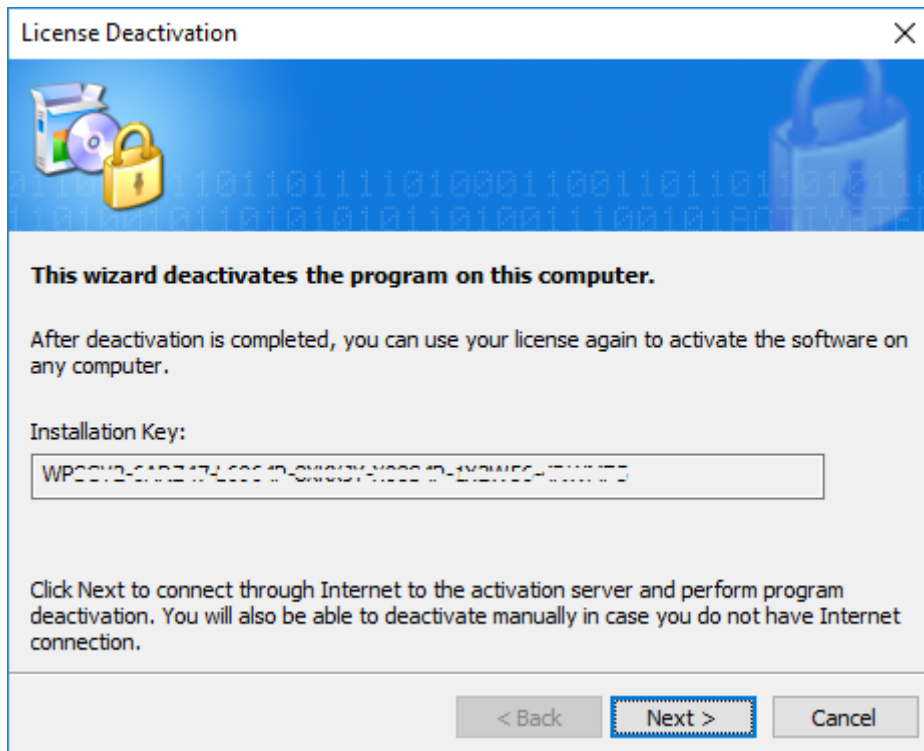 License Deactivation
This wizard deactivates the program on this computer.
After deactivation is completed, you can use your license again to activate the software on
any computer.
Installation Key:
Click Next to connect through Internet to the activation server and perform program
deactivation. You will also be able to deactivate manually in case you do not have Internet
connection.
< Back
Next >
Cancel